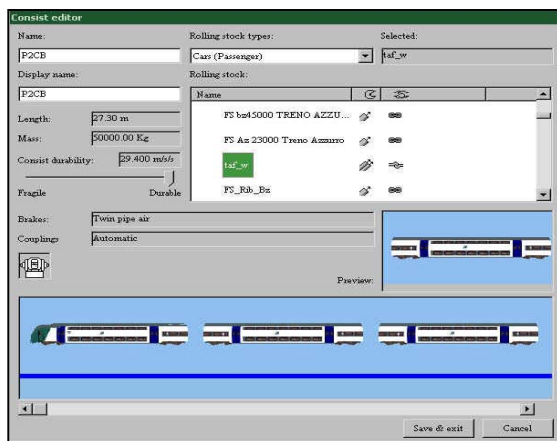 Consist editor
Name: Rolling stock types: Selected:
P2CB Cars (Passenger) taf_w
Display name: Rolling stock:
P2CB Name
Length: 27.30 m FS bz45000 TRENO AZZU...
Mass: 50000.00 Kg FS Az 23000 Treno Azzurro
Consist durability: 29.400 m/s/s taf_w
Fragile Durable FS_Rib_Bz
Brakes: Twin pipe air
Couplings Automatic
Preview:
Save & exit Cancel